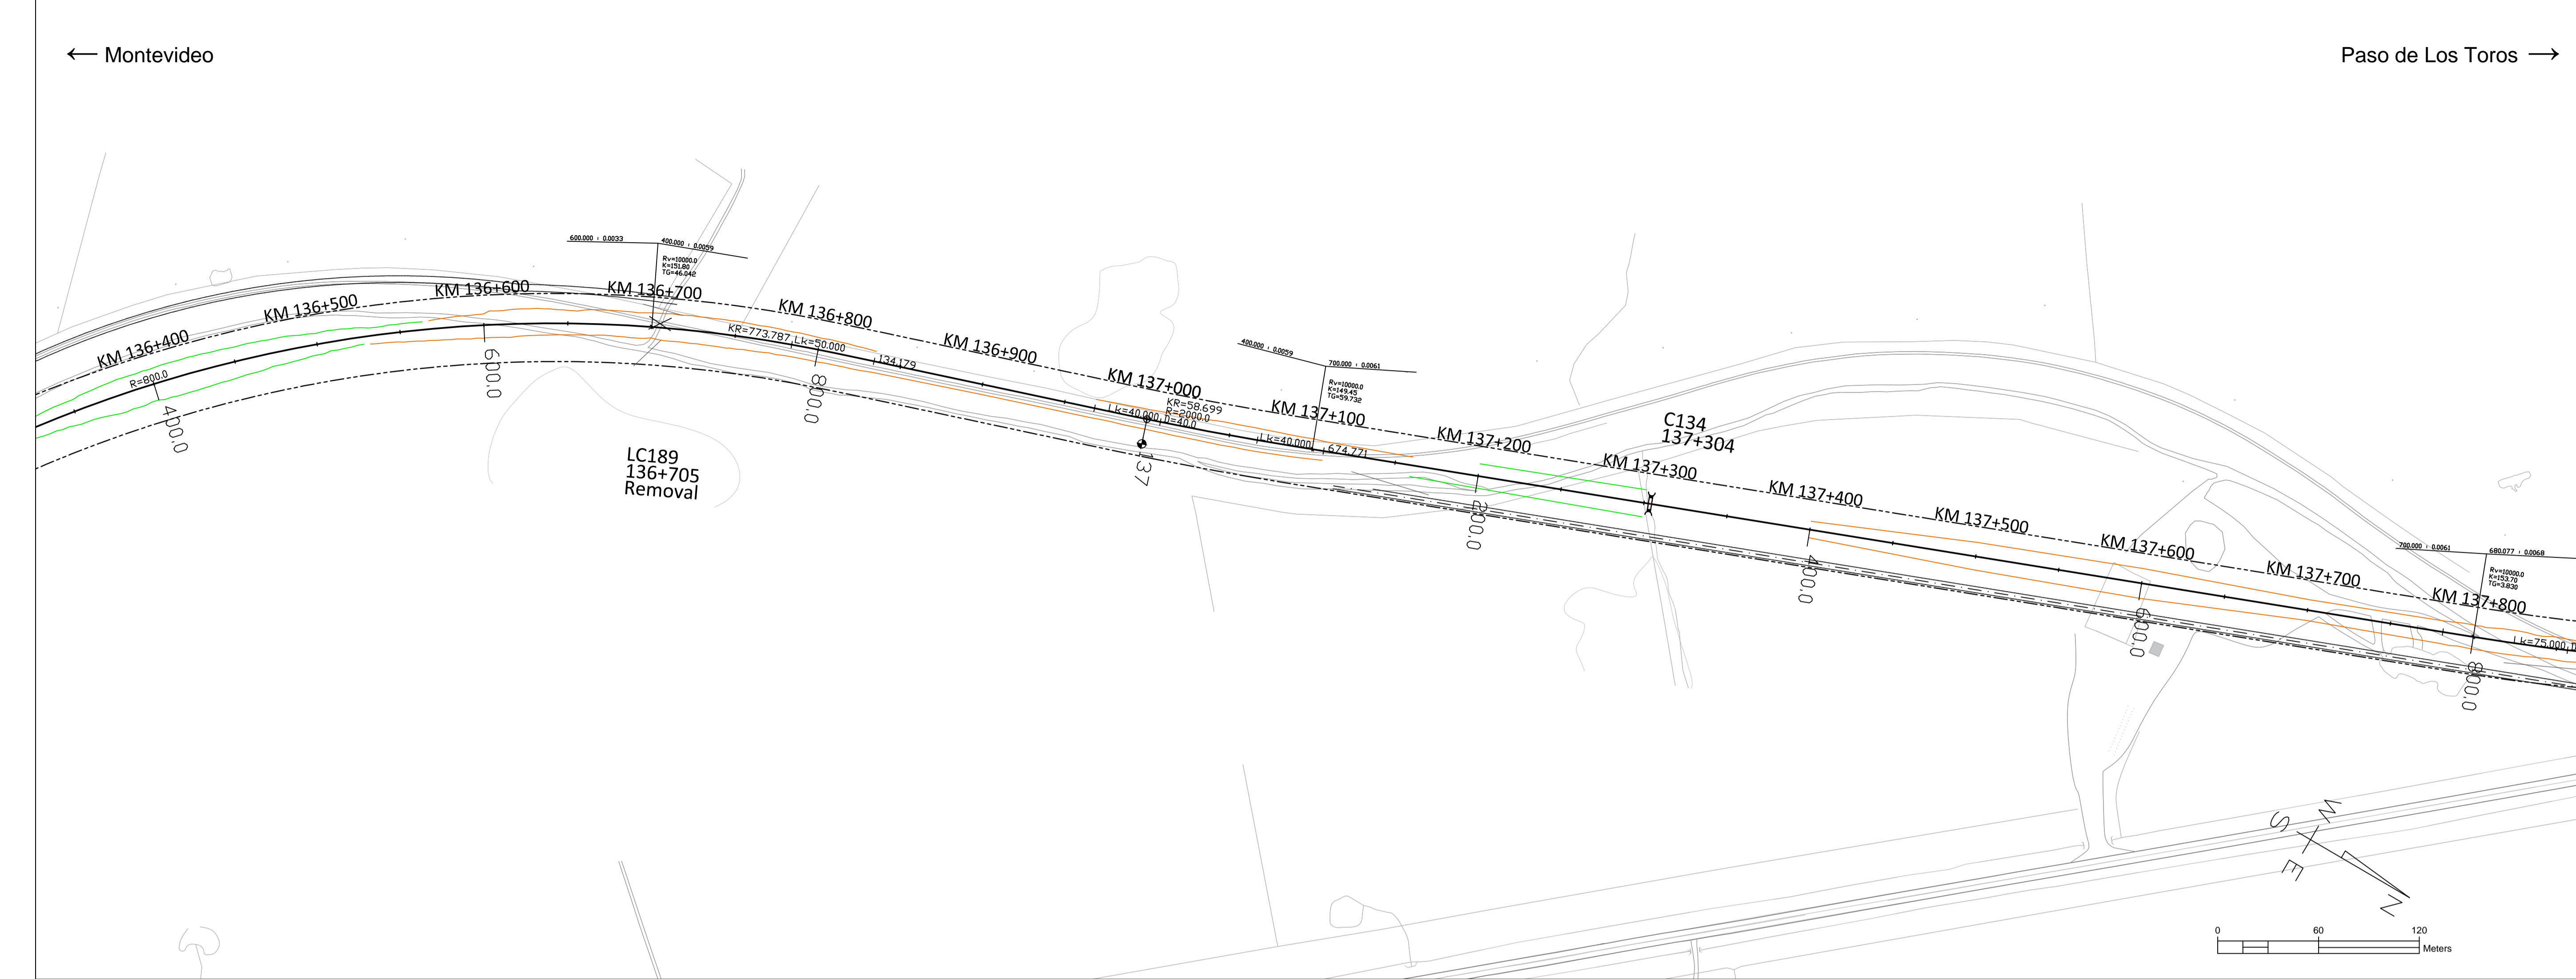 ← Montevideo
Paso de Los Toros →
600.000 : 0.0033
400.000 : 0.0059
Rv=10000.0
K=151.80
TG=46.042
KM 136+400
KM 136+500
KM 136+600
KM 136+700
KM 136+800
KM 136+900
KM 137+000
KM 137+100
KM 137+200
KM 137+300
KM 137+400
KM 137+500
KM 137+600
KM 137+700
KM 137+800
R=800.0
400.0
600.0
KR=773.787 Lk=50.000
800.0
134.179
LC189
136+705
Removal
Lk=40.000
KR=58.699
R=2000.0
D=40.0
137
400.000 : 0.0059
700.000 : 0.0061
Rv=10000.0
K=149.45
TG=59.732
Lk=40.000
674.771
200.0
C134
137+304
400.0
600.0
700.000 : 0.0061
680.077 : 0.0068
Rv=10000.0
K=153.70
TG=3.830
Lk=75.000
800.0
W
S
E
N
0 60 120
Meters